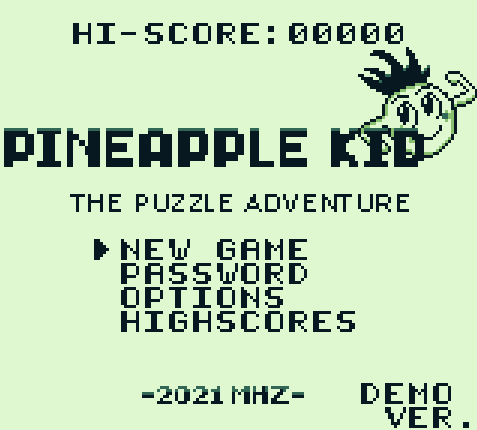 HI-SCORE: 00000
PINEAPPLE KID
THE PUZZLE ADVENTURE
NEW GAME
PASSWORD
OPTIONS
HIGHSCORES
-2021 MHZ-
DEMO
VER.